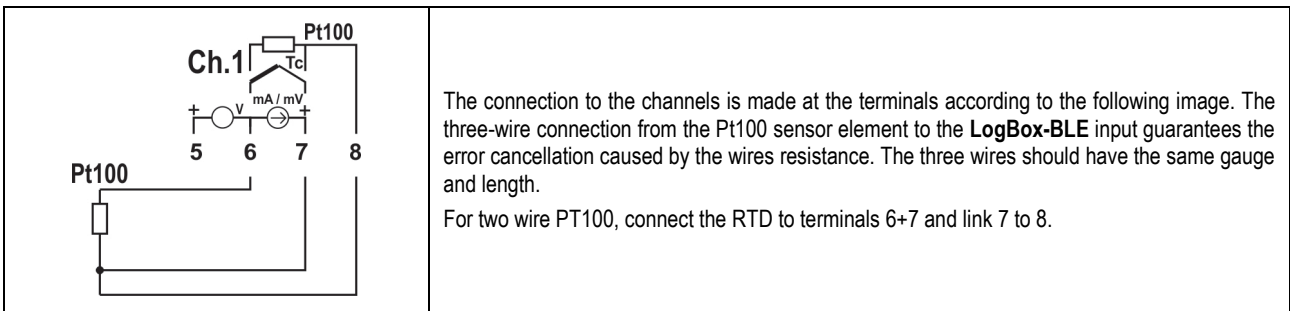 Pt100
Ch.1
Tc
mA / mV
+ V +
5 6 7 8
Pt100
The connection to the channels is made at the terminals according to the following image. The
three-wire connection from the Pt100 sensor element to the LogBox-BLE input guarantees the
error cancellation caused by the wires resistance. The three wires should have the same gauge
and length.
For two wire PT100, connect the RTD to terminals 6+7 and link 7 to 8.